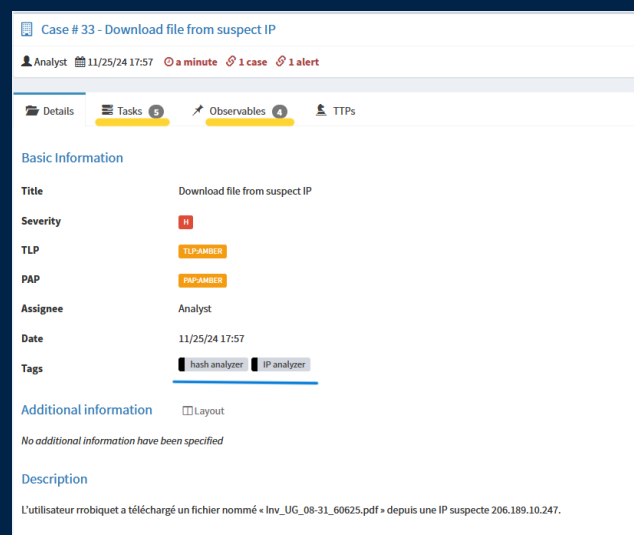 Case # 33 - Download file from suspect IP
Analyst 11/25/24 17:57 a minute 1 case 1 alert
Details Tasks 5 Observables 4 TTPs
Basic Information
Title Download file from suspect IP
Severity H
TLP TLP:AMBER
PAP PAP:AMBER
Assignee Analyst
Date 11/25/24 17:57
Tags hash analyzer IP analyzer
Additional information Layout
No additional information have been specified
Description
L'utilisateur rrobiquet a téléchargé un fichier nommé « Inv_UG_08-31_60625.pdf » depuis une IP suspecte 206.189.10.247.